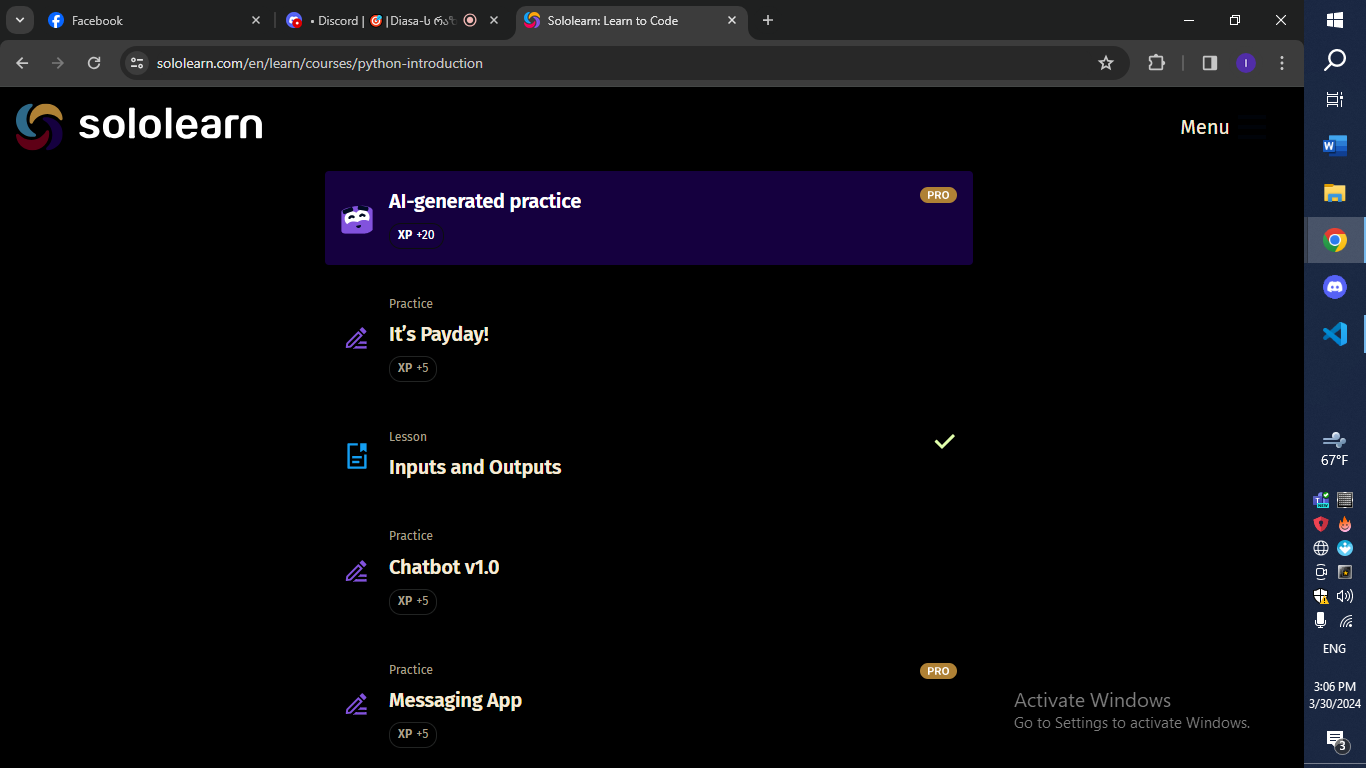 Facebook
• Discord | 🎯 | Diasa-ს რაზ
Sololearn: Learn to Code
sololearn.com/en/learn/courses/python-introduction
I
sololearn
Menu
AI-generated practice
PRO
XP +20
Practice
It's Payday!
XP +5
Lesson
Inputs and Outputs
Practice
Chatbot v1.0
XP +5
Practice
PRO
Messaging App
XP +5
Activate Windows
Go to Settings to activate Windows.
67°F
ENG
3:06 PM
3/30/2024
3